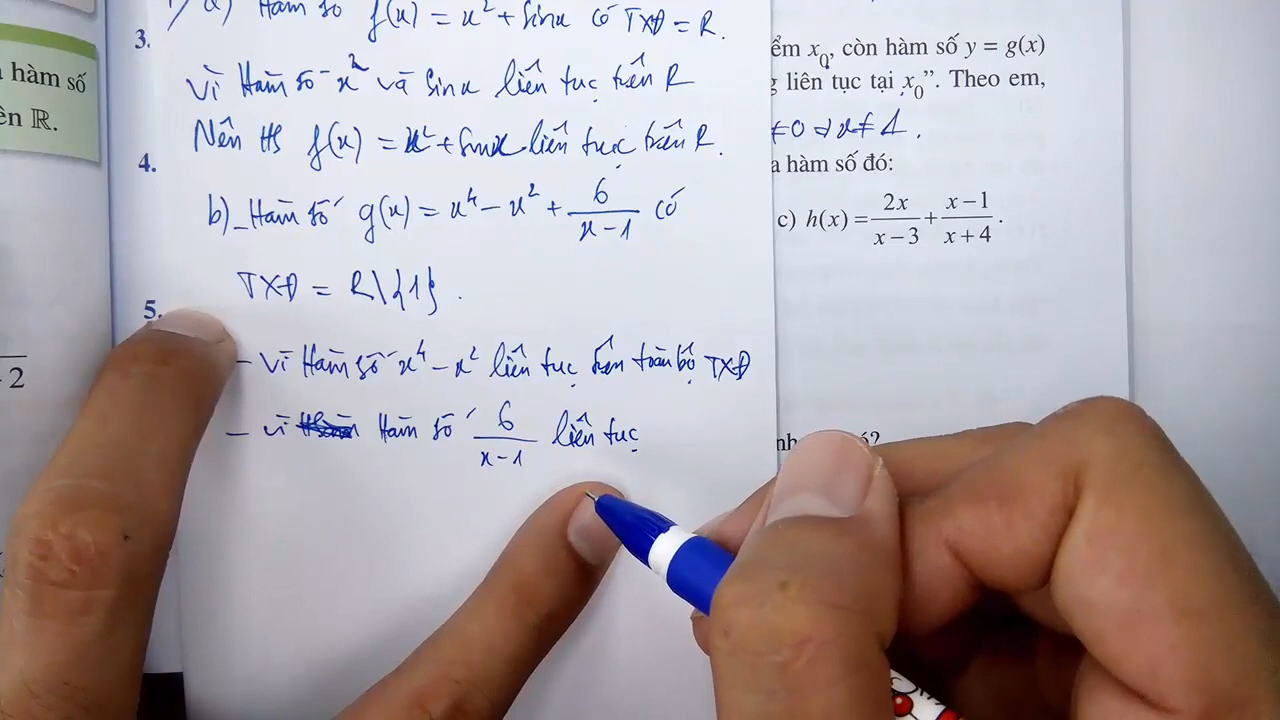 a) Hàm số f(x) = x² + sinx có TXĐ = R.
3.
Vì Hàm số x² và sinx liên tục trên R
Nên HS f(x) = x² + sinx liên tục trên R.
4.
b) Hàm số g(x) = x⁴ - x² + 6/(x-1) có
TXĐ = R\{1}.
5.
- Vì Hàm số x⁴ - x² liên tục trên toàn bộ TXĐ
- vì Hàm số 6/(x-1) liên tục
hàm số
ên ℝ.
2
ểm x₀, còn hàm số y = g(x)
liên tục tại x₀”. Theo em,
≠ 0 và x ≠ 1.
a hàm số đó:
c) h(x) = 2x/(x-3) + (x-1)/(x+4).